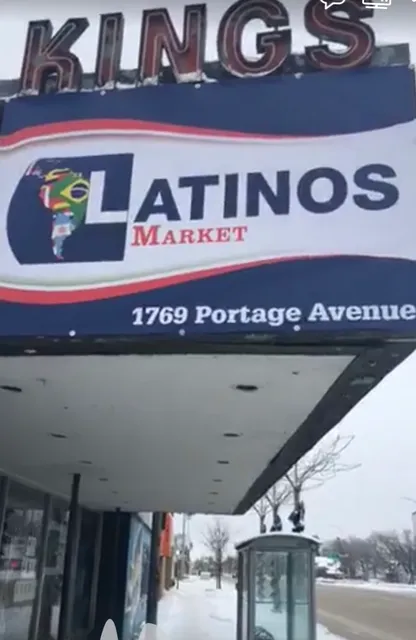 KINGS
LATINOS
MARKET
1769 Portage Avenue